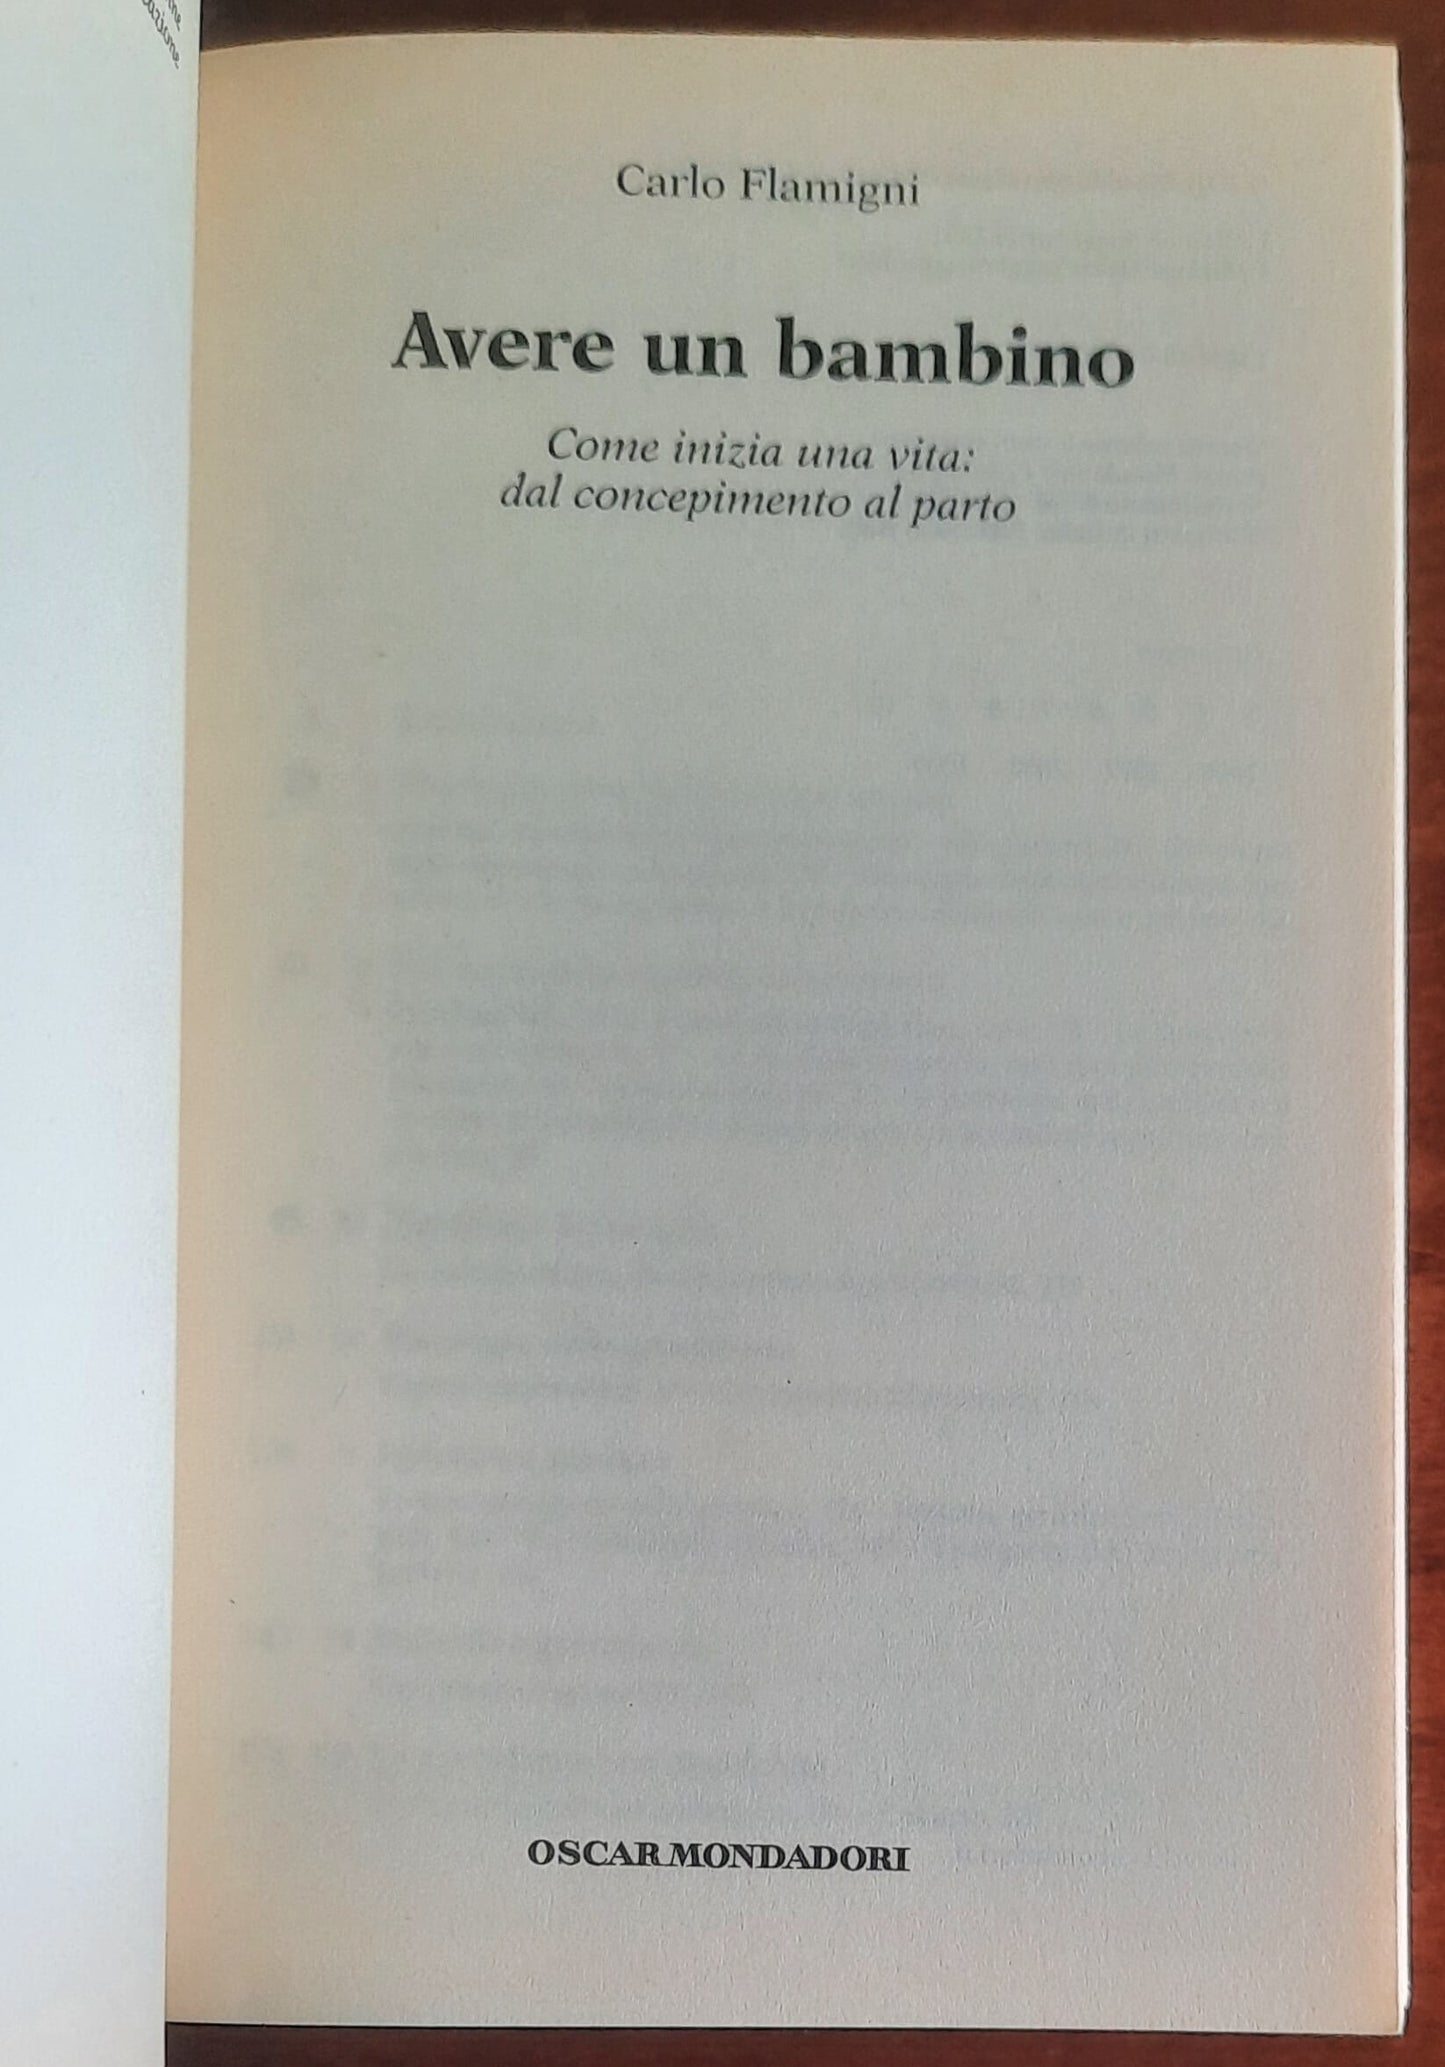 Carlo Flamigni
Avere un bambino
Come inizia una vita:
dal concepimento al parto
OSCAR MONDADORI